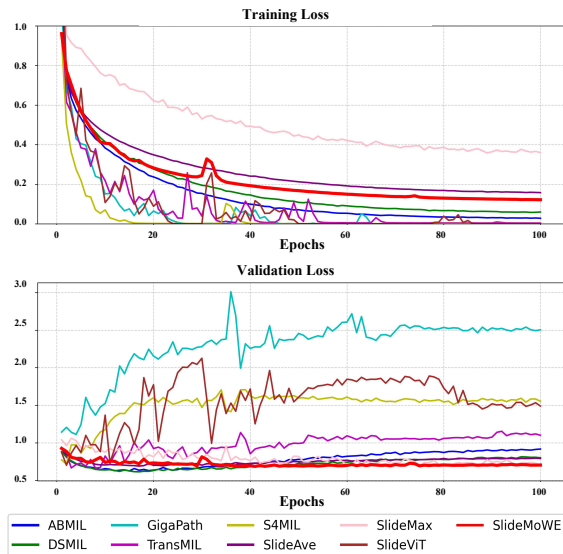 Training Loss
1.0
0.8
0.6
0.4
0.2
0.0
0 20 40 60 80 100
Epochs
Validation Loss
3.0
2.5
2.0
1.5
1.0
0.5
0 20 40 60 80 100
Epochs
ABMIL GigaPath S4MIL SlideMax SlideMoWE
DSMIL TransMIL SlideAve SlideViT